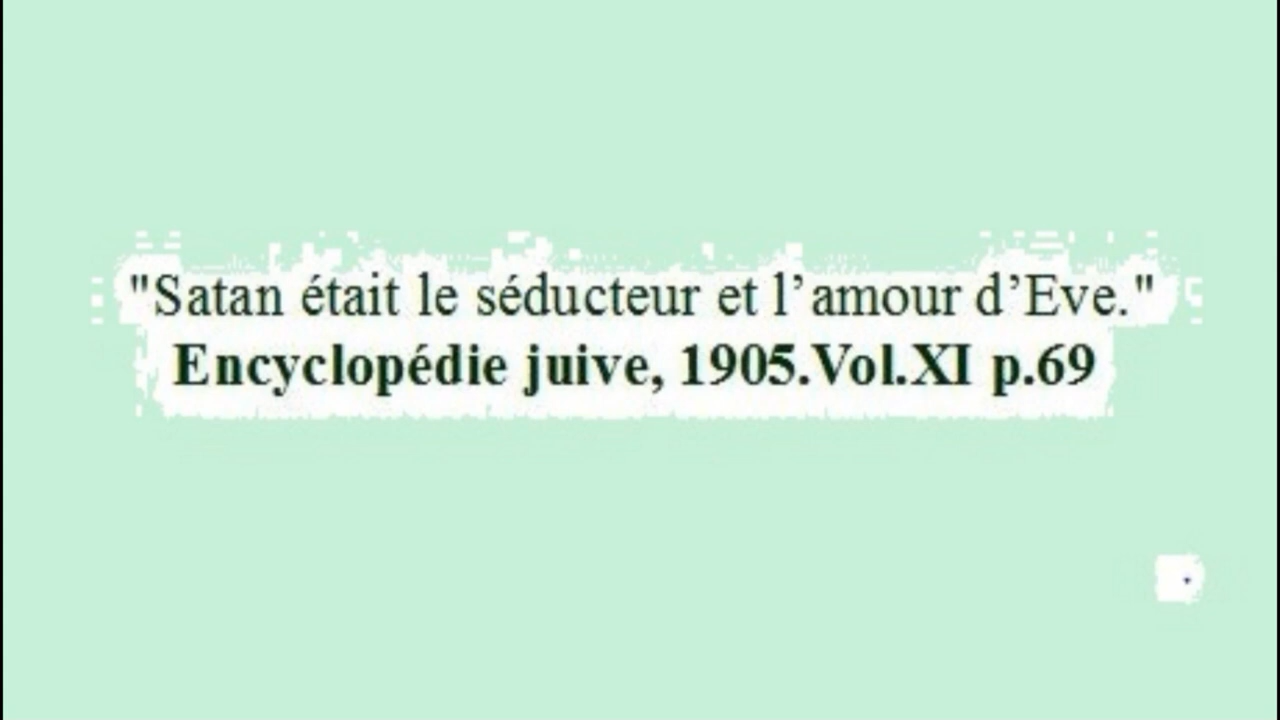 "Satan était le séducteur et l’amour d’Eve."
Encyclopédie juive, 1905.Vol.XI p.69